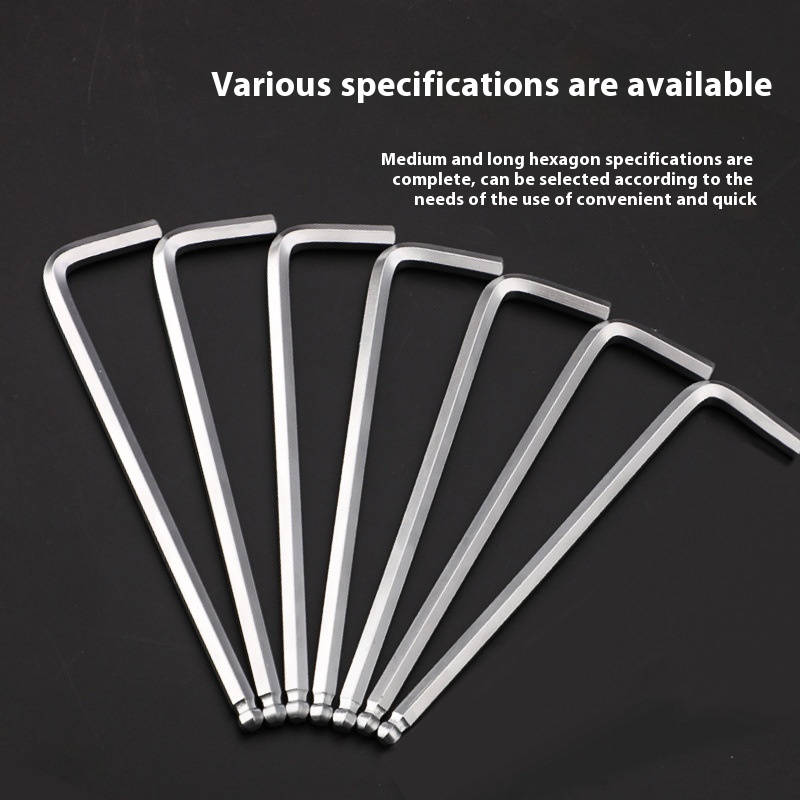 Various specifications are available
Medium and long hexagon specifications are
complete, can be selected according to the
needs of the use of convenient and quick